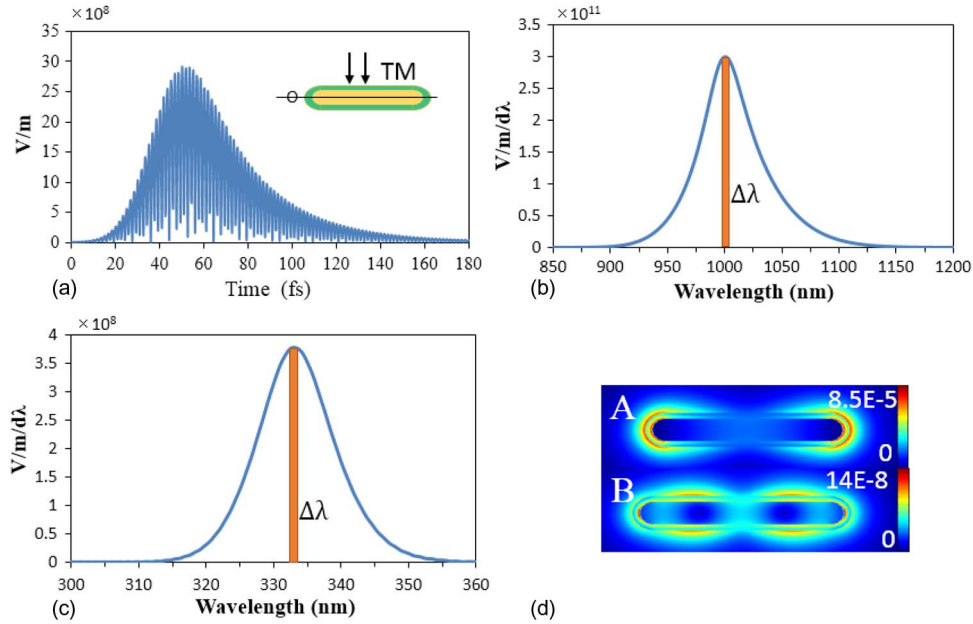 ×10⁸
35
30
25
20
15
10
5
0
V/m
0 20 40 60 80 100 120 140 160 180
Time (fs)
TM
O
(a)
×10¹¹
3.5
3
2.5
2
1.5
1
0.5
0
V/m/dλ
850 900 950 1000 1050 1100 1150 1200
Wavelength (nm)
Δλ
(b)
×10⁸
4
3.5
3
2.5
2
1.5
1
0.5
0
V/m/dλ
300 310 320 330 340 350 360
Wavelength (nm)
Δλ
(c)
A
8.5E-5
0
B
14E-8
0
(d)